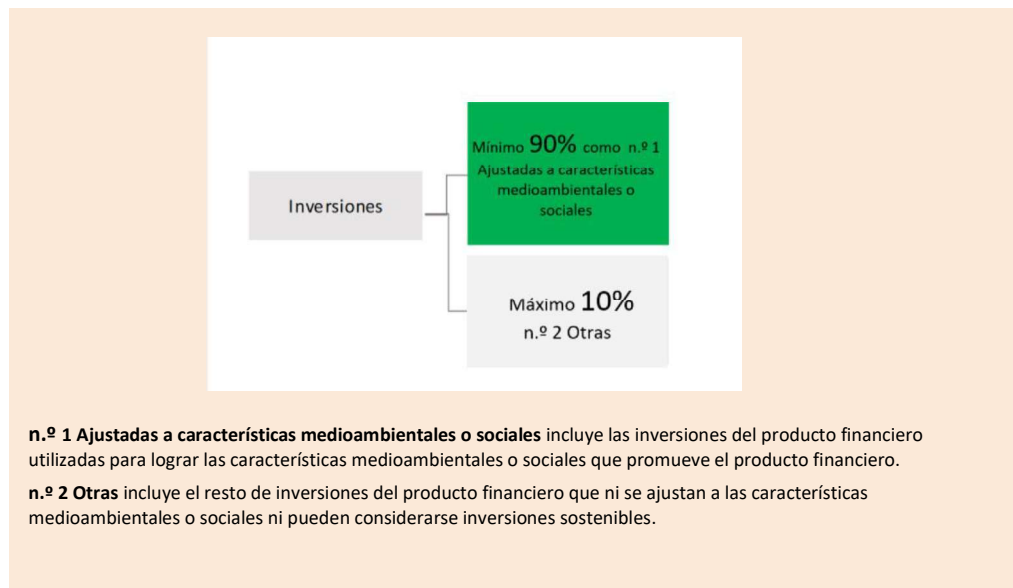 Inversiones
Mínimo 90% como n.º 1
Ajustadas a características
medioambientales o
sociales
Máximo 10%
n.º 2 Otras
n.º 1 Ajustadas a características medioambientales o sociales incluye las inversiones del producto financiero
utilizadas para lograr las características medioambientales o sociales que promueve el producto financiero.
n.º 2 Otras incluye el resto de inversiones del producto financiero que ni se ajustan a las características
medioambientales o sociales ni pueden considerarse inversiones sostenibles.